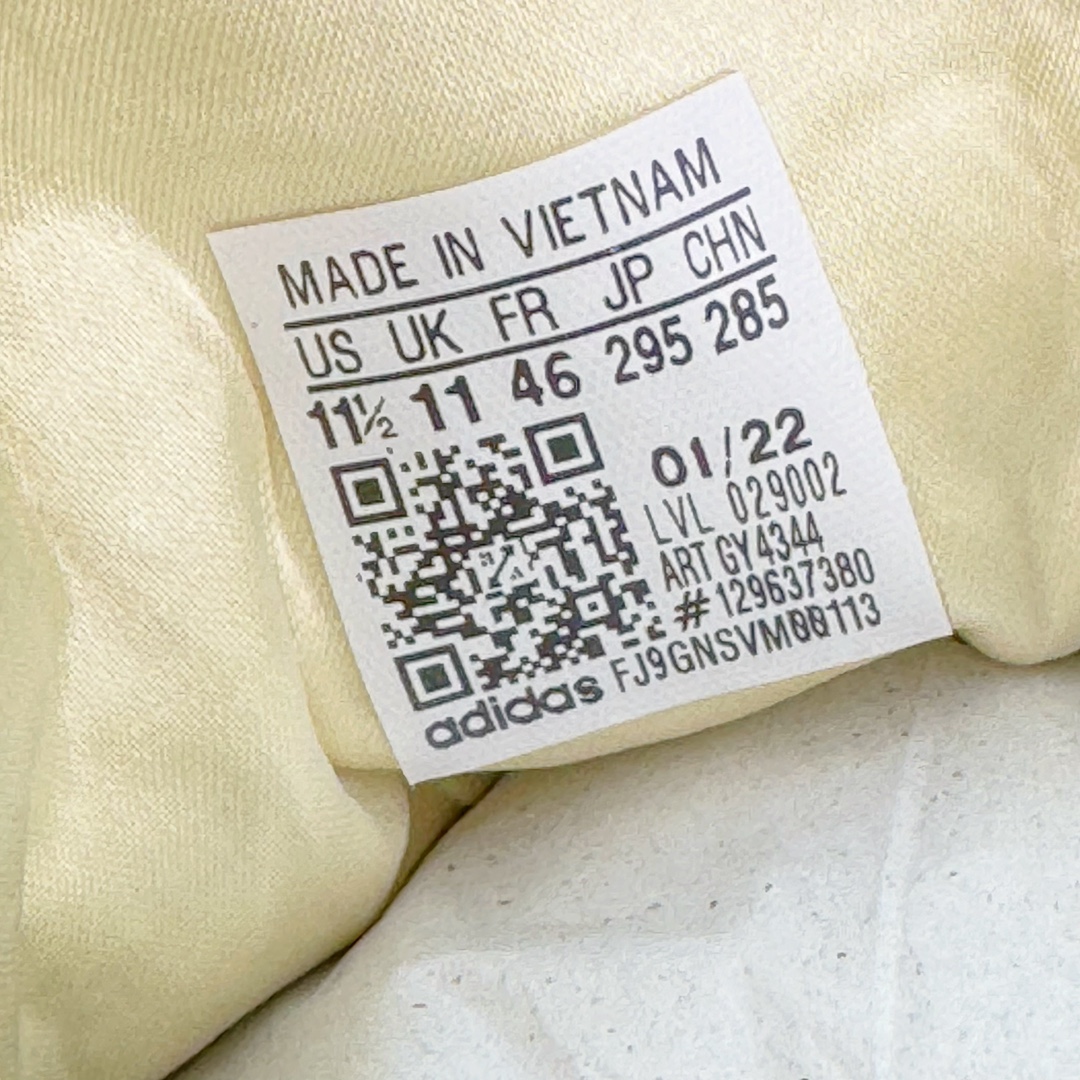 MADE IN VIETNAM
US UK FR JP CHN
11½ 11 46 295 285
01/22
LVL 029002
ART GY4344
# 129637380
adidas FJ9GNSVM00113